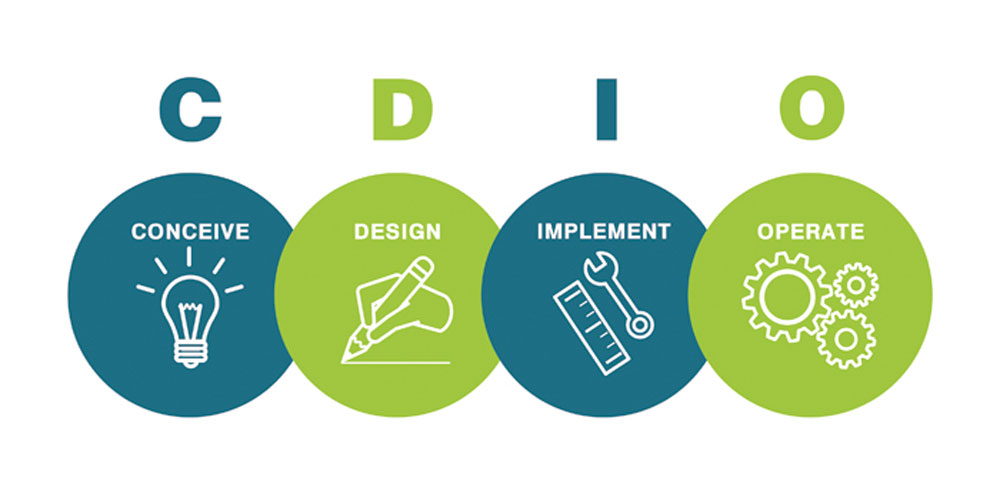 C D I O
CONCEIVE DESIGN IMPLEMENT OPERATE